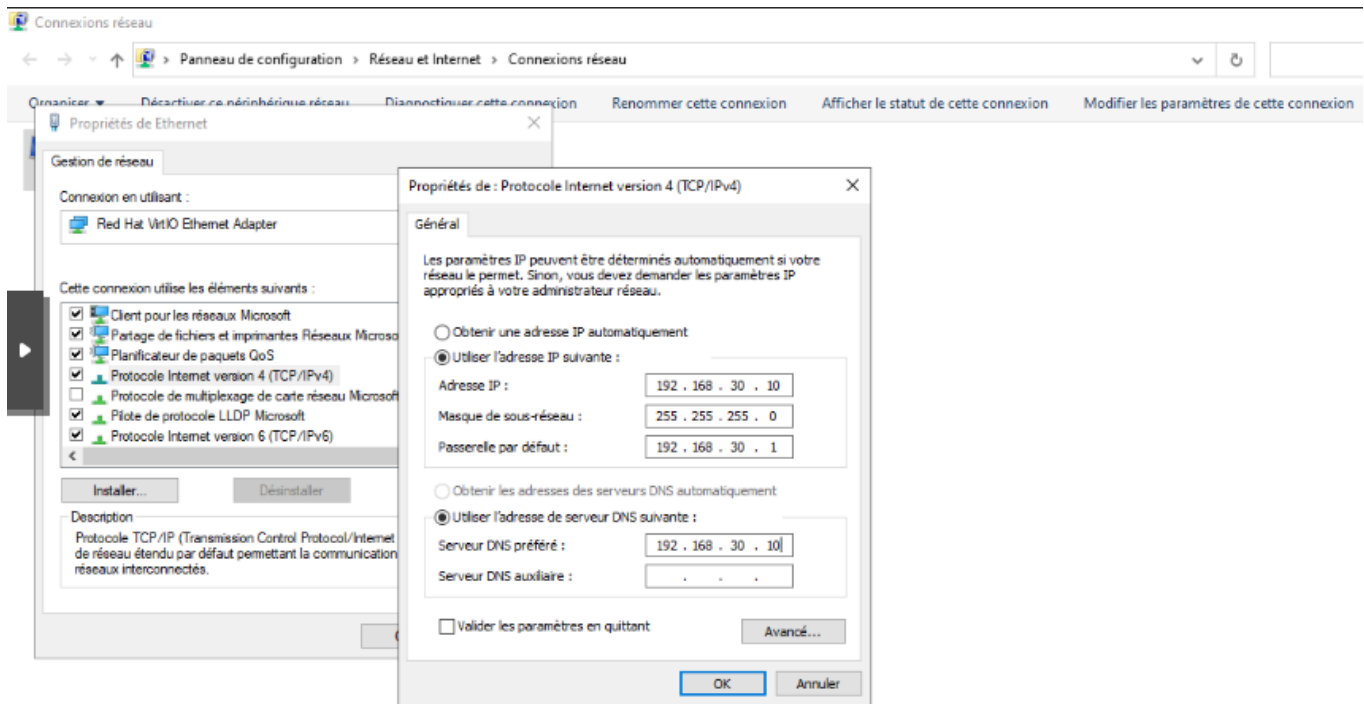 Connexions réseau
Panneau de configuration > Réseau et Internet > Connexions réseau
Organiser Désactiver ce périphérique réseau Diagnostiquer cette connexion Renommer cette connexion Afficher le statut de cette connexion Modifier les paramètres de cette connexion
Propriétés de Ethernet
Gestion de réseau
Connexion en utilisant :
Red Hat VirtIO Ethernet Adapter
Cette connexion utilise les éléments suivants :
Client pour les réseaux Microsoft
Partage de fichiers et imprimantes Réseaux Microso
Planificateur de paquets QoS
Protocole Internet version 4 (TCP/IPv4)
Protocole de multiplexage de carte réseau Microsoft
Pilote de protocole LLDP Microsoft
Protocole Internet version 6 (TCP/IPv6)
Installer... Désinstaller
Description
Protocole TCP/IP (Transmission Control Protocol/Internet
de réseau étendu par défaut permettant la communication
réseaux interconnectés.
Propriétés de : Protocole Internet version 4 (TCP/IPv4)
Général
Les paramètres IP peuvent être déterminés automatiquement si votre
réseau le permet. Sinon, vous devez demander les paramètres IP
appropriés à votre administrateur réseau.
Obtenir une adresse IP automatiquement
Utiliser l'adresse IP suivante :
Adresse IP : 192 . 168 . 30 . 10
Masque de sous-réseau : 255 . 255 . 255 . 0
Passerelle par défaut : 192 . 168 . 30 . 1
Obtenir les adresses des serveurs DNS automatiquement
Utiliser l'adresse de serveur DNS suivante :
Serveur DNS préféré : 192 . 168 . 30 . 10
Serveur DNS auxiliaire : . . .
Valider les paramètres en quittant
Avancé...
OK Annuler